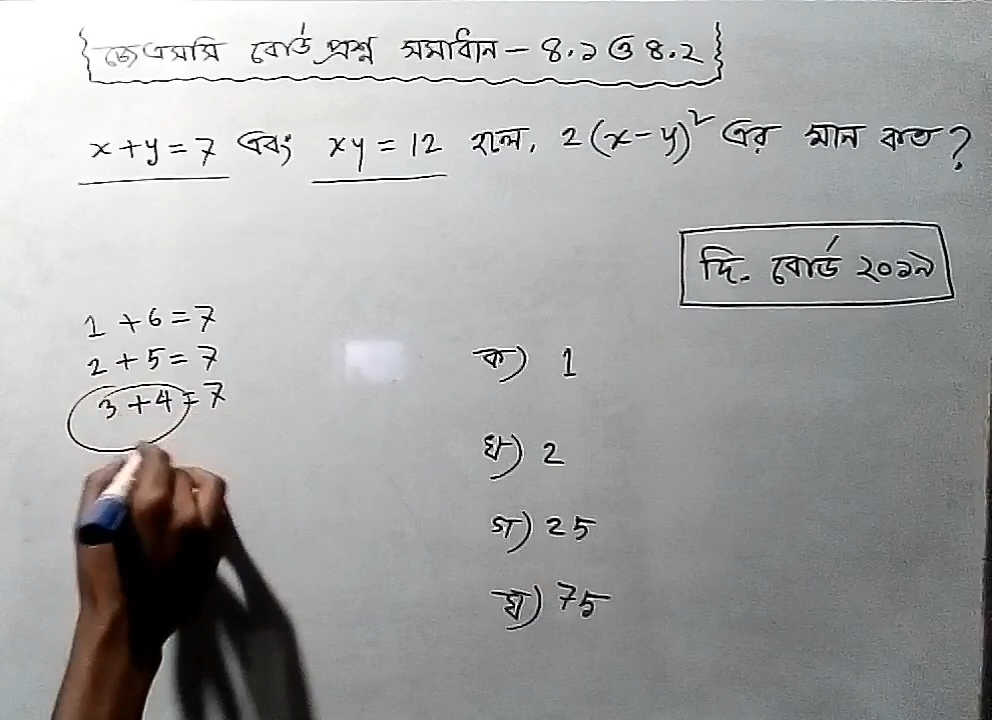 জেএসসি বোর্ড প্রশ্ন সমাধান - ৪.১ ও ৪.২
x+y=7 এবং xy=12 হলে, 2(x-y)² এর মান কত?
দি. বোর্ড ২০১৯
1+6=7
2+5=7
3+4=7
ক) 1
খ) 2
গ) 25
ঘ) 75